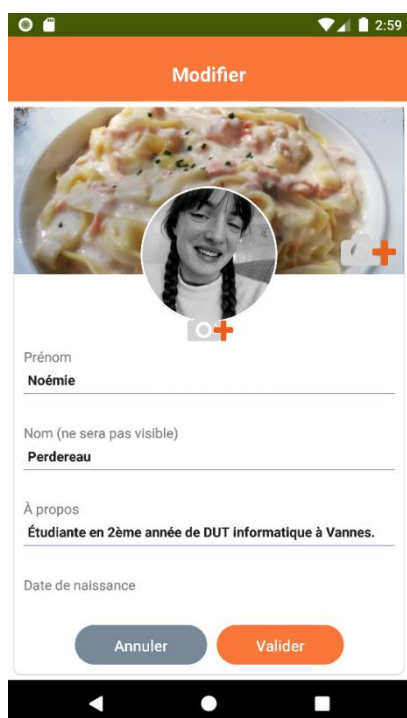 2:59
Modifier
Prénom
Noémie
Nom (ne sera pas visible)
Perdereau
À propos
Étudiante en 2ème année de DUT informatique à Vannes.
Date de naissance
Annuler Valider